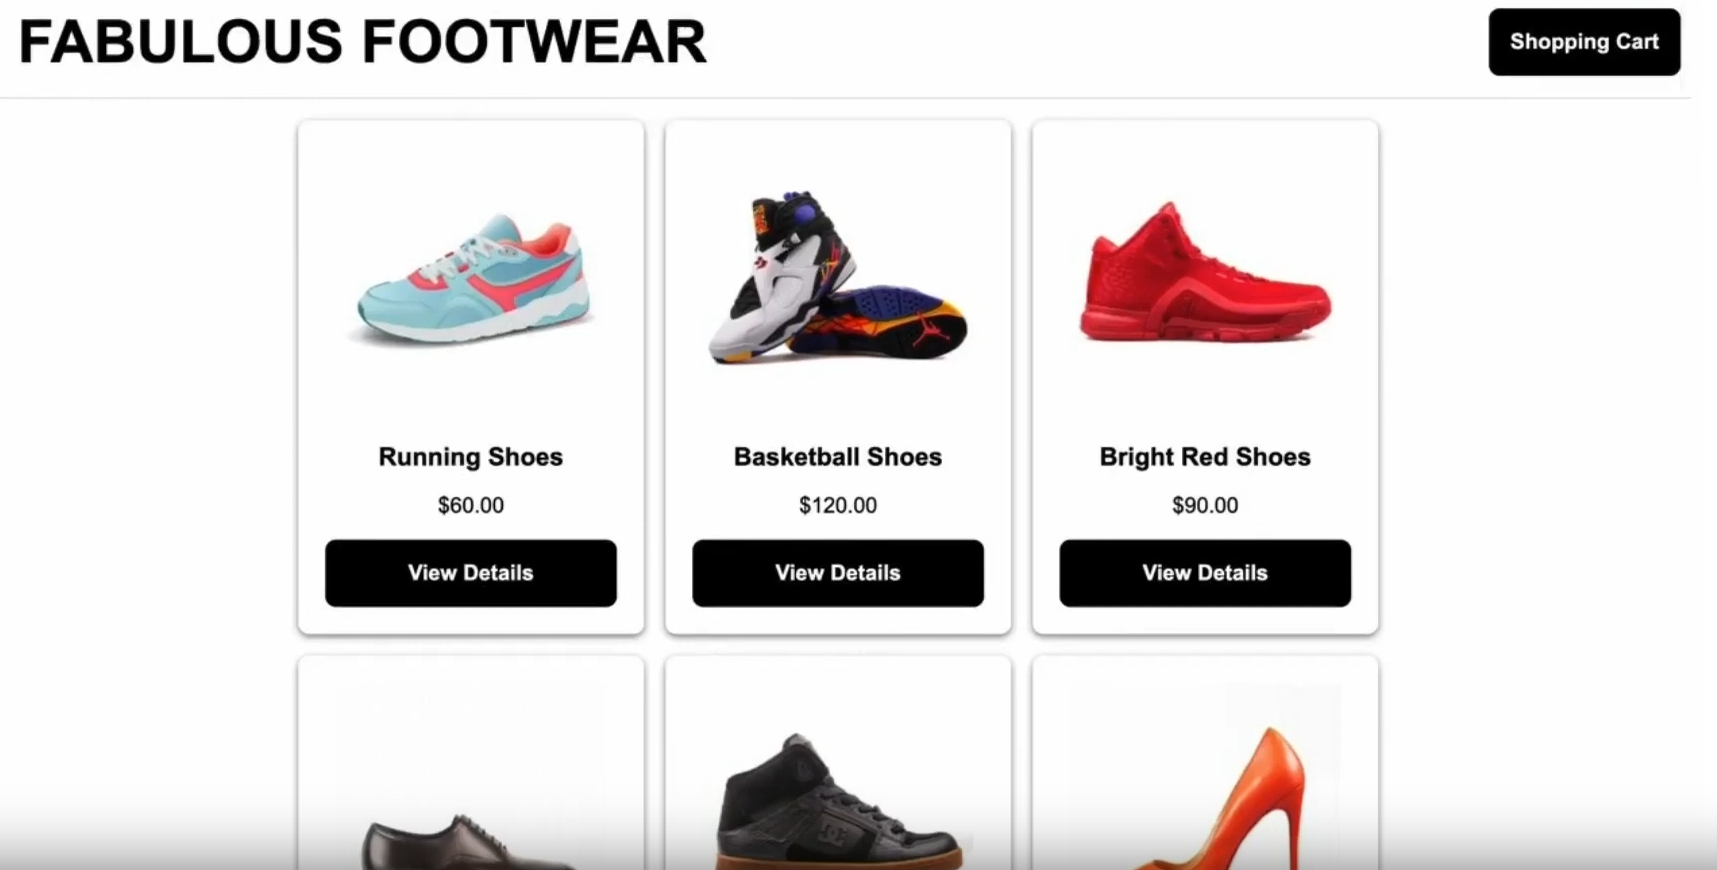 FABULOUS FOOTWEAR
Shopping Cart
Running Shoes
$60.00
View Details
Basketball Shoes
$120.00
View Details
Bright Red Shoes
$90.00
View Details